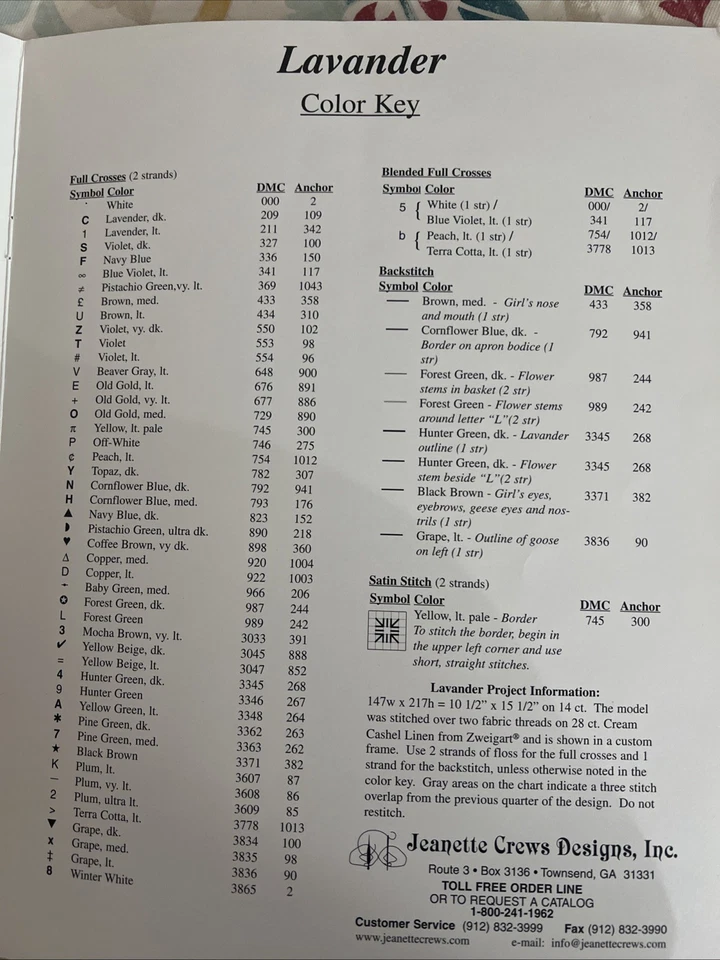 Lavander
Color Key
Full Crosses (2 strands)
Symbol Color DMC Anchor
· White 000 2
C Lavender, dk. 209 109
1 Lavender, lt. 211 342
S Violet, dk. 327 100
F Navy Blue 336 150
∞ Blue Violet, lt. 341 117
≠ Pistachio Green,vy. lt. 369 1043
£ Brown, med. 433 358
U Brown, lt. 434 310
Z Violet, vy. dk. 550 102
T Violet 553 98
# Violet, lt. 554 96
V Beaver Gray, lt. 648 900
E Old Gold, lt. 676 891
+ Old Gold, vy. lt. 677 886
O Old Gold, med. 729 890
π Yellow, lt. pale 745 300
P Off-White 746 275
¢ Peach, lt. 754 1012
Y Topaz, dk. 782 307
N Cornflower Blue, dk. 792 941
H Cornflower Blue, med. 793 176
▲ Navy Blue, dk. 823 152
◗ Pistachio Green, ultra dk. 890 218
♥ Coffee Brown, vy dk. 898 360
Δ Copper, med. 920 1004
D Copper, lt. 922 1003
Baby Green, med. 966 206
✪ Forest Green, dk. 987 244
L Forest Green 989 242
3 Mocha Brown, vy. lt. 3033 391
✔ Yellow Beige, dk. 3045 888
= Yellow Beige, lt. 3047 852
4 Hunter Green, dk. 3345 268
9 Hunter Green 3346 267
A Yellow Green, lt. 3348 264
✱ Pine Green, dk. 3362 263
7 Pine Green, med. 3363 262
★ Black Brown 3371 382
K Plum, lt. 3607 87
— Plum, vy. lt. 3608 86
2 Plum, ultra lt. 3609 85
> Terra Cotta, lt. 3778 1013
▼ Grape, dk. 3834 100
x Grape, med. 3835 98
‡ Grape, lt. 3836 90
8 Winter White 3865 2
Blended Full Crosses
Symbol Color DMC Anchor
5 { White (1 str) / 000/ 2/
Blue Violet, lt. (1 str) 341 117
b { Peach, lt. (1 str) / 754/ 1012/
Terra Cotta, lt. (1 str) 3778 1013
Backstitch
Symbol Color DMC Anchor
Brown, med. - Girl's nose 433 358
and mouth (1 str)
Cornflower Blue, dk. - 792 941
Border on apron bodice (1
str)
Forest Green, dk. - Flower 987 244
stems in basket (2 str)
Forest Green - Flower stems 989 242
around letter "L"(2 str)
Hunter Green, dk. - Lavander 3345 268
outline (1 str)
Hunter Green, dk. - Flower 3345 268
stem beside "L"(2 str)
Black Brown - Girl's eyes, 3371 382
eyebrows, geese eyes and nos-
trils (1 str)
Grape, lt. - Outline of goose 3836 90
on left (1 str)
Satin Stitch (2 strands)
Symbol Color DMC Anchor
Yellow, lt. pale - Border 745 300
To stitch the border, begin in
the upper left corner and use
short, straight stitches.
Lavander Project Information:
147w x 217h = 10 1/2" x 15 1/2" on 14 ct. The model
was stitched over two fabric threads on 28 ct. Cream
Cashel Linen from Zweigart® and is shown in a custom
frame. Use 2 strands of floss for the full crosses and 1
strand for the backstitch, unless otherwise noted in the
color key. Gray areas on the chart indicate a three stitch
overlap from the previous quarter of the design. Do not
restitch.
Jeanette Crews Designs, Inc.
Route 3 • Box 3136 • Townsend, GA 31331
TOLL FREE ORDER LINE
OR TO REQUEST A CATALOG
1-800-241-1962
Customer Service (912) 832-3999 Fax (912) 832-3990
www.jeanettecrews.com e-mail: info@jeanettecrews.com